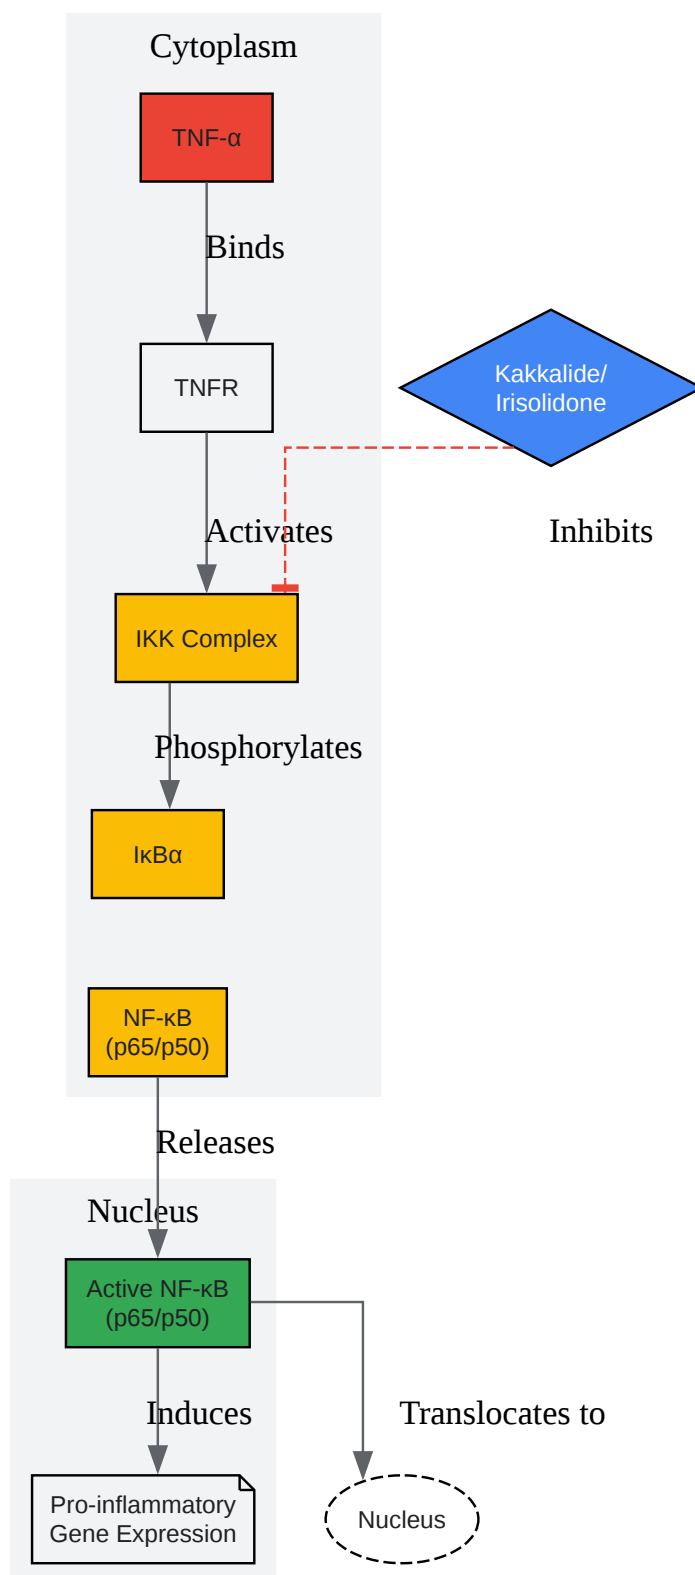 Cytoplasm
TNF-α
Binds
TNFR
Kakkalide/
Irisolidone
Activates
Inhibits
IKK Complex
Phosphorylates
IκBα
NF-κB
(p65/p50)
Releases
Nucleus
Active NF-κB
(p65/p50)
Induces
Translocates to
Pro-inflammatory
Gene Expression
Nucleus